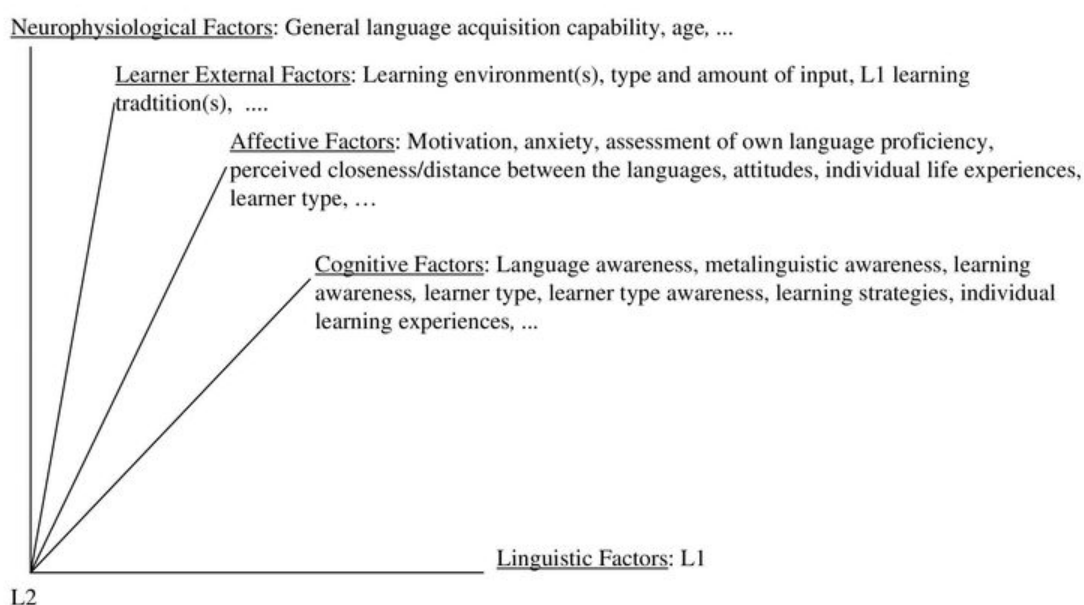 Neurophysiological Factors: General language acquisition capability, age, ...
Learner External Factors: Learning environment(s), type and amount of input, L1 learning
tradtition(s), ....
Affective Factors: Motivation, anxiety, assessment of own language proficiency,
perceived closeness/distance between the languages, attitudes, individual life experiences,
learner type, …
Cognitive Factors: Language awareness, metalinguistic awareness, learning
awareness, learner type, learner type awareness, learning strategies, individual
learning experiences, ...
Linguistic Factors: L1
L2